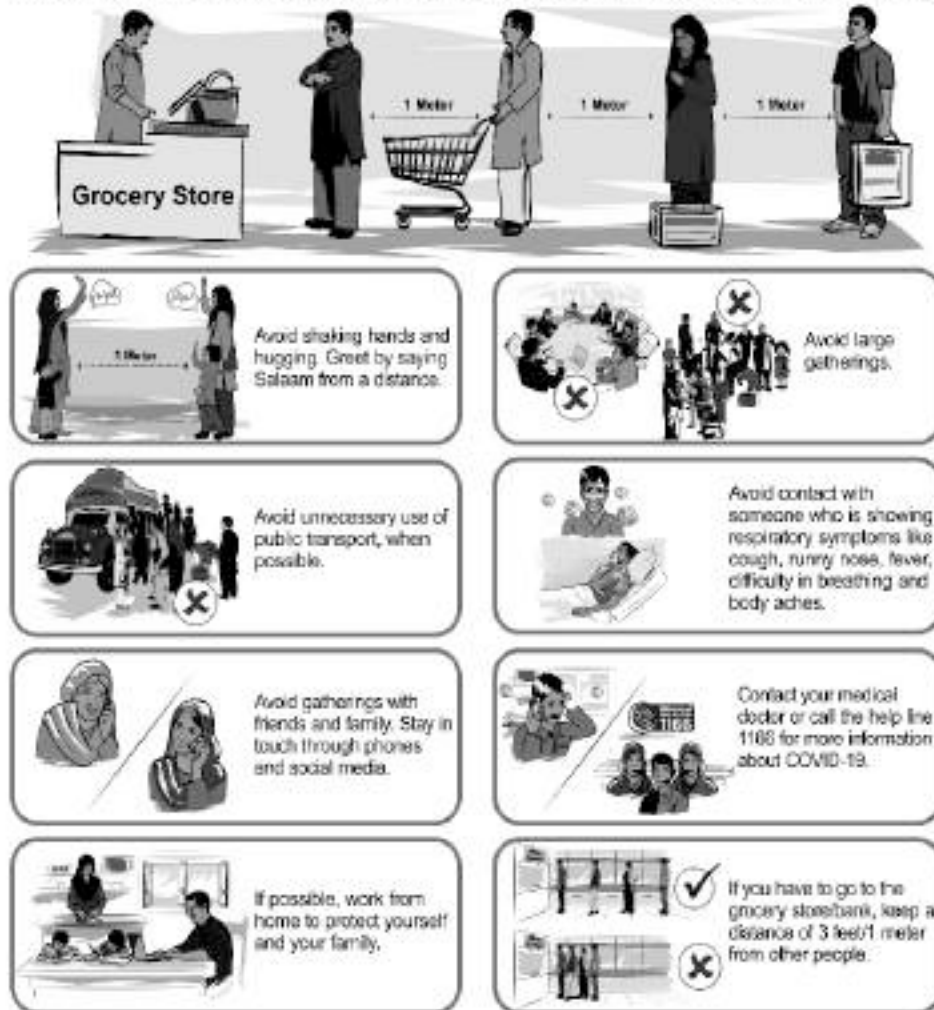 1 Meter
1 Meter
1 Meter
Grocery Store
1 Meter
Avoid shaking hands and
hugging. Greet by saying
Salaam from a distance.
Avoid large
gatherings.
Avoid unnecessary use of
public transport, when
possible.
Avoid contact with
someone who is showing
respiratory symptoms like
cough, runny nose, fever,
difficulty in breathing and
body aches.
Avoid gatherings with
friends and family. Stay in
touch through phones
and social media.
1166
Contact your medical
doctor or call the help line
1166 for more information
about COVID-19.
If possible, work from
home to protect yourself
and your family.
If you have to go to the
grocery store/bank, keep a
distance of 3 feet/1 meter
from other people.